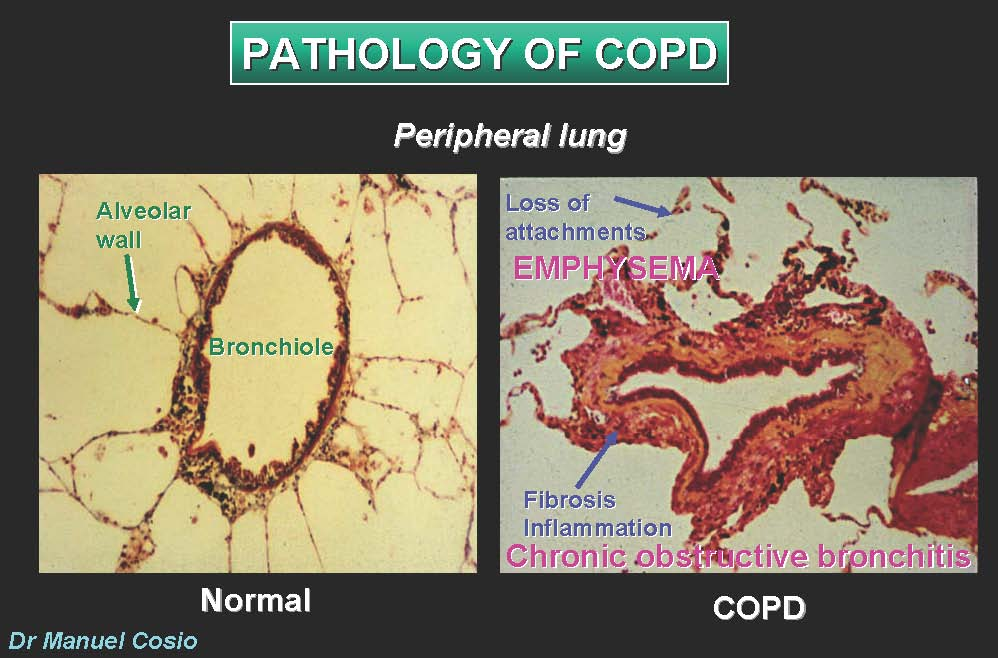 PATHOLOGY OF COPD
Peripheral lung
Alveolar
wall
Bronchiole
Loss of
attachments
EMPHYSEMA
Fibrosis
Inflammation
Chronic obstructive bronchitis
Normal
COPD
Dr Manuel Cosio